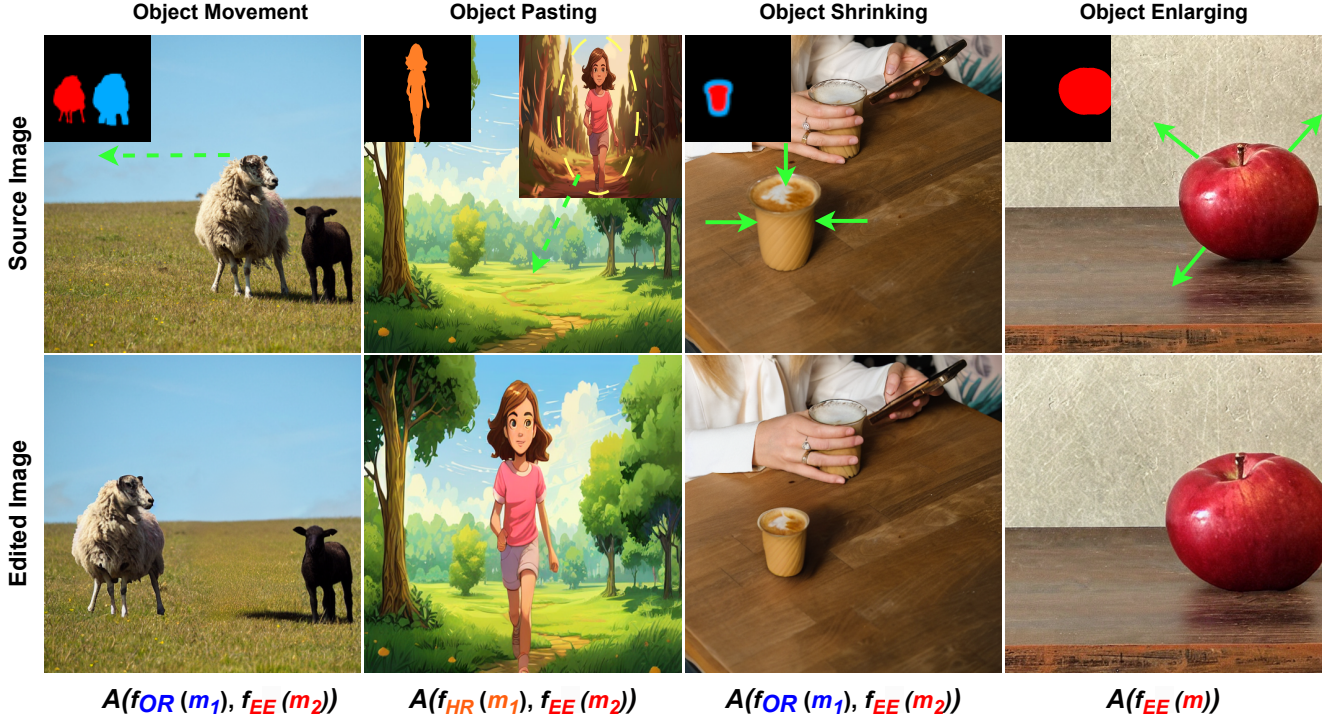 Object Movement Object Pasting Object Shrinking Object Enlarging
Source Image
Edited Image
A(fOR (m1), fEE (m2)) A(fHR (m1), fEE (m2)) A(fOR (m1), fEE (m2)) A(fEE (m))